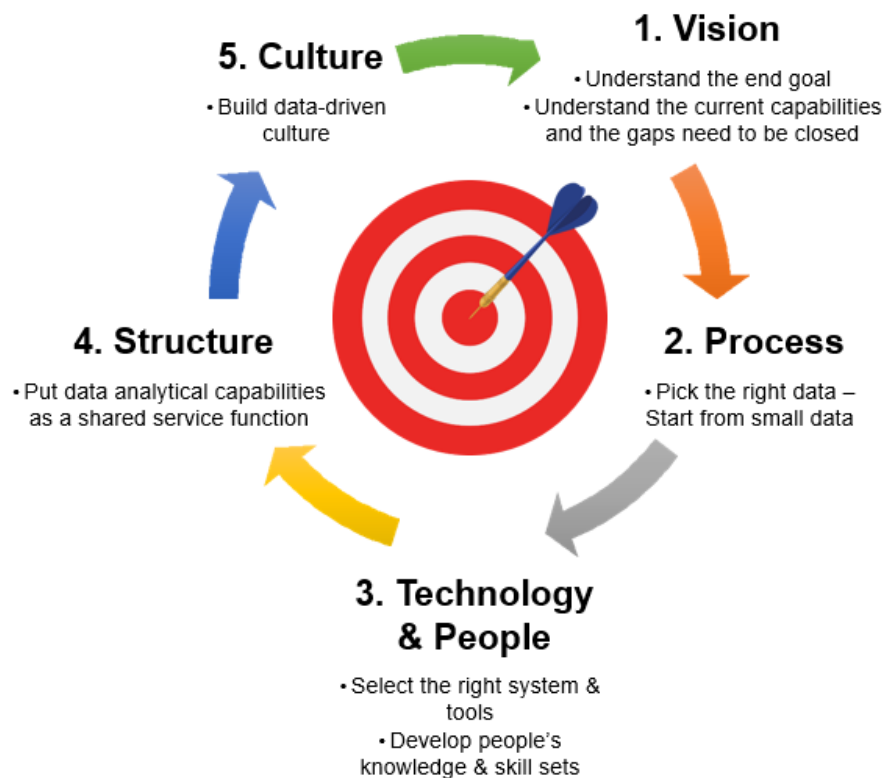 1. Vision
• Understand the end goal
• Understand the current capabilities
and the gaps need to be closed
2. Process
• Pick the right data –
Start from small data
3. Technology
& People
• Select the right system &
tools
• Develop people’s
knowledge & skill sets
4. Structure
• Put data analytical capabilities
as a shared service function
5. Culture
• Build data-driven
culture